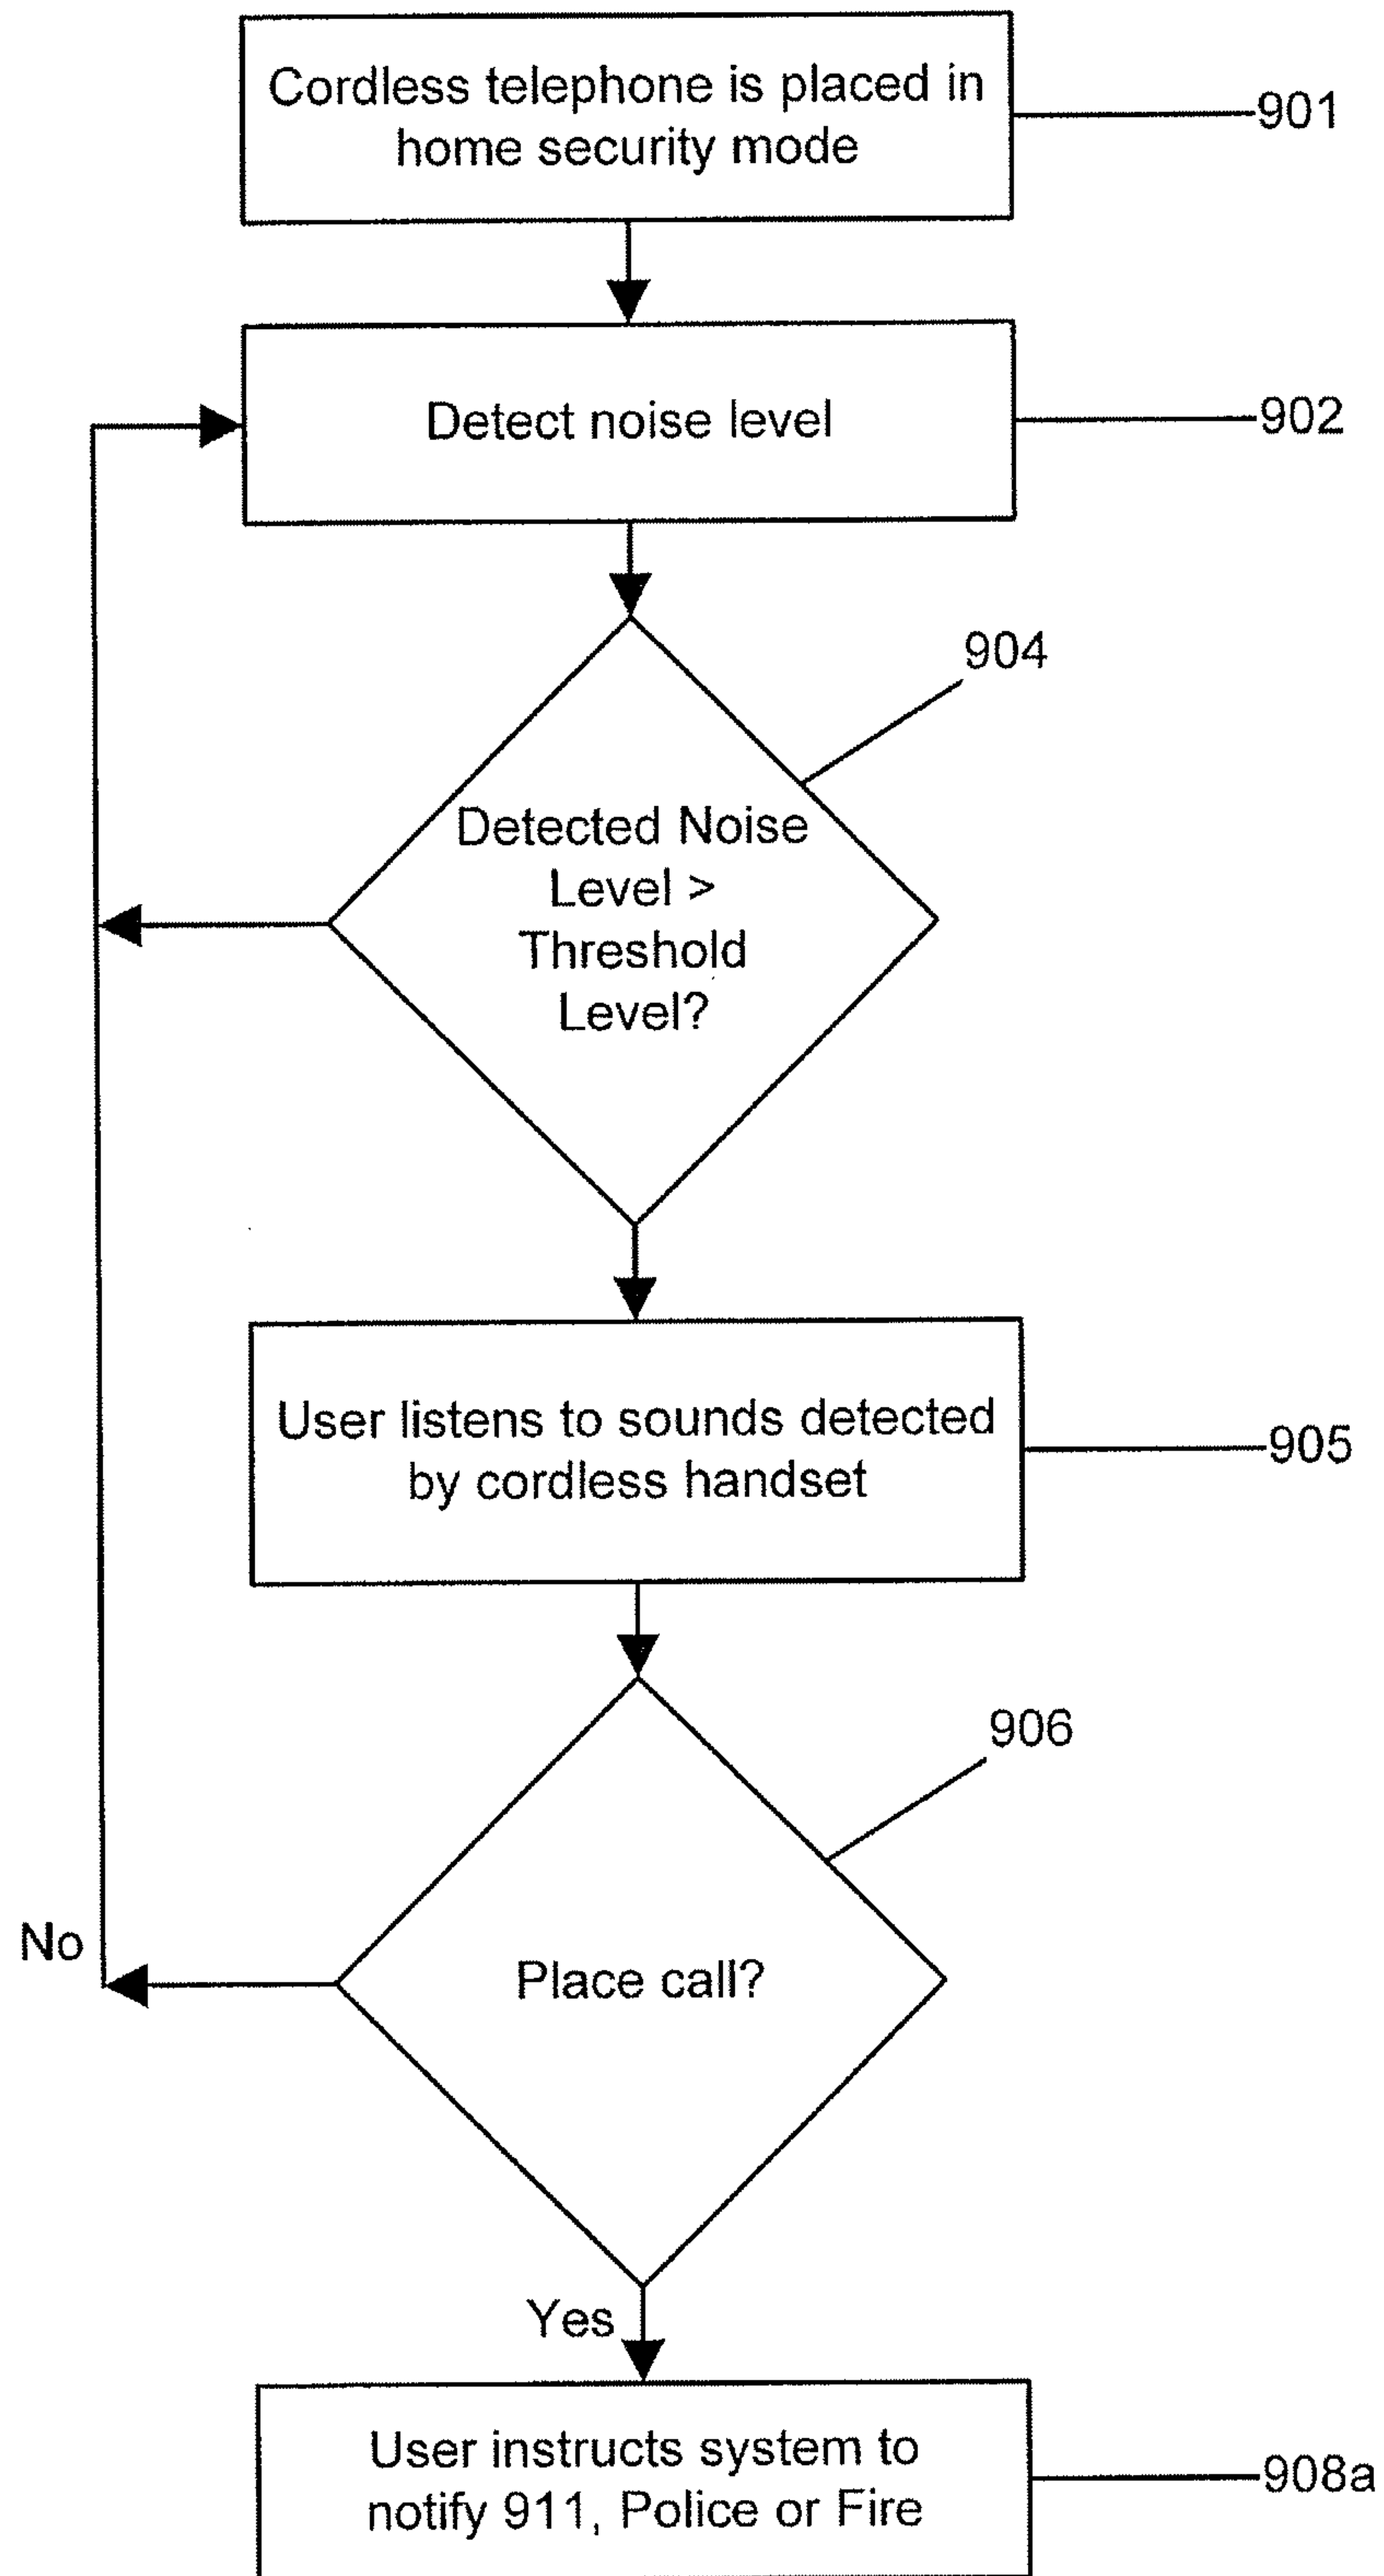 Cordless telephone is placed in
home security mode
901
Detect noise level
902
904
Detected Noise
Level >
Threshold
Level?
User listens to sounds detected
by cordless handset
905
906
No
Place call?
Yes
User instructs system to
notify 911, Police or Fire
908a